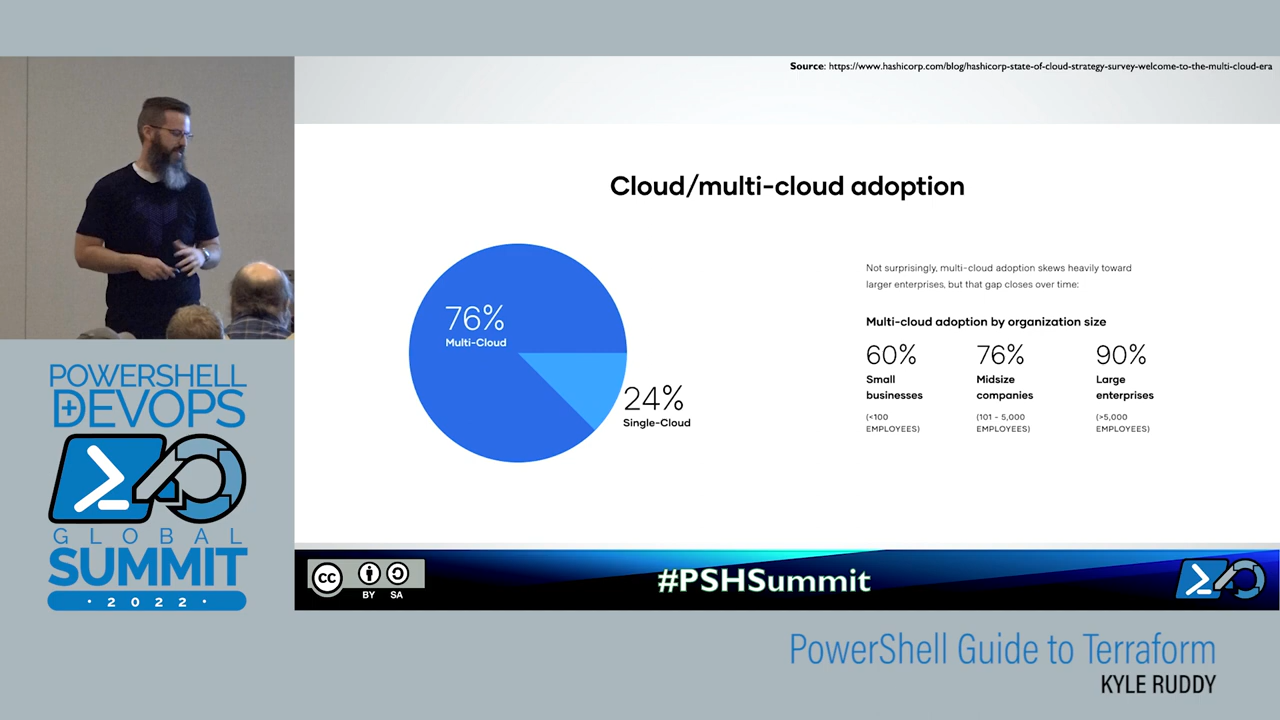 Source: https://www.hashicorp.com/blog/hashicorp-state-of-cloud-strategy-survey-welcome-to-the-multi-cloud-era
Cloud/multi-cloud adoption
76%
Multi-Cloud
24%
Single-Cloud
Not surprisingly, multi-cloud adoption skews heavily toward
larger enterprises, but that gap closes over time:
Multi-cloud adoption by organization size
60%
Small
businesses
(<100
EMPLOYEES)
76%
Midsize
companies
(101 - 5,000
EMPLOYEES)
90%
Large
enterprises
(>5,000
EMPLOYEES)
POWERSHELL
DEVOPS
GLOBAL
SUMMIT
· 2022 ·
cc
BY SA
#PSHSummit
PowerShell Guide to Terraform
KYLE RUDDY